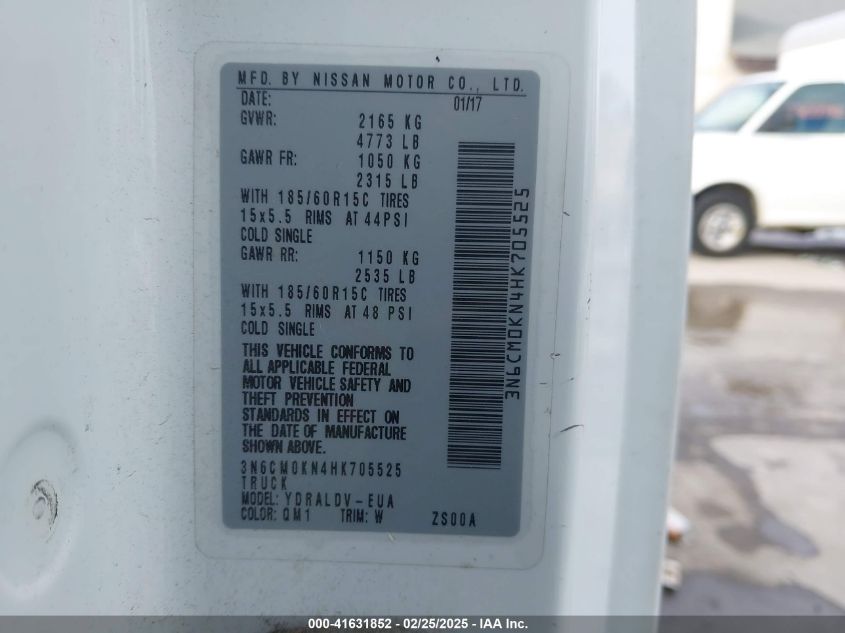 MFD. BY NISSAN MOTOR CO., LTD.
DATE: 01/17
GVWR: 2165 KG
4773 LB
GAWR FR: 1050 KG
2315 LB
WITH 185/60R15C TIRES
15x5.5 RIMS AT 44PSI
COLD SINGLE
GAWR RR: 1150 KG
2535 LB
WITH 185/60R15C TIRES
15x5.5 RIMS AT 48 PSI
COLD SINGLE
THIS VEHICLE CONFORMS TO
ALL APPLICABLE FEDERAL
MOTOR VEHICLE SAFETY AND
THEFT PREVENTION
STANDARDS IN EFFECT ON
THE DATE OF MANUFACTURE
SHOWN ABOVE.
3N6CM0KN4HK705525
TRUCK
MODEL: YDRALDV-EUA
COLOR: QM1 TRIM: W ZS00A
3N6CM0KN4HK705525
000-41631852 - 02/25/2025 - IAA Inc.